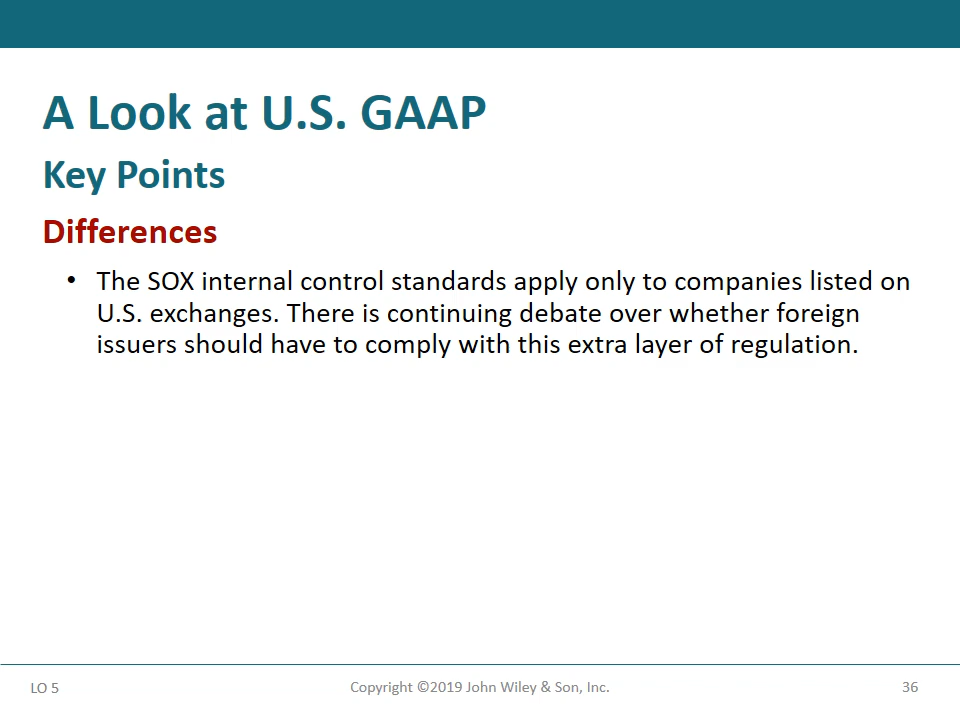 A Look at U.S. GAAP
Key Points
Differences
• The SOX internal control standards apply only to companies listed on
U.S. exchanges. There is continuing debate over whether foreign
issuers should have to comply with this extra layer of regulation.
LO 5
Copyright ©2019 John Wiley & Son, Inc.
36